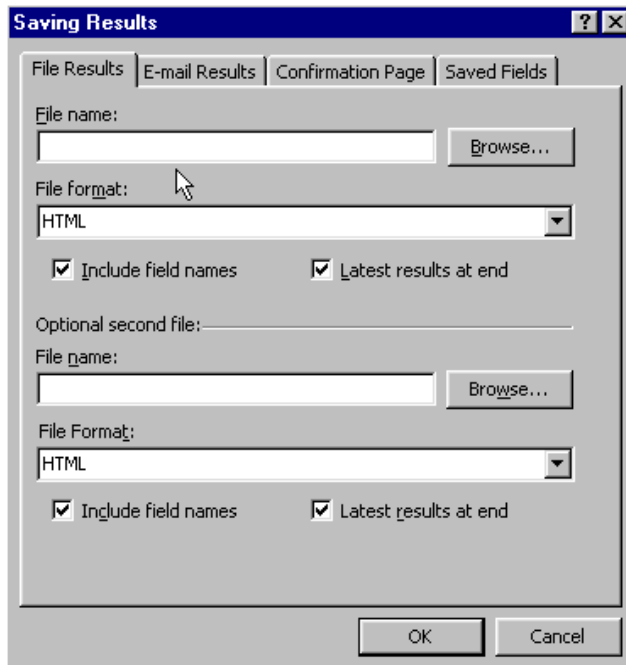 Saving Results
File Results E-mail Results Confirmation Page Saved Fields
File name:
Browse...
File format:
HTML
Include field names Latest results at end
Optional second file:
File name:
Browse...
File Format:
HTML
Include field names Latest results at end
OK Cancel